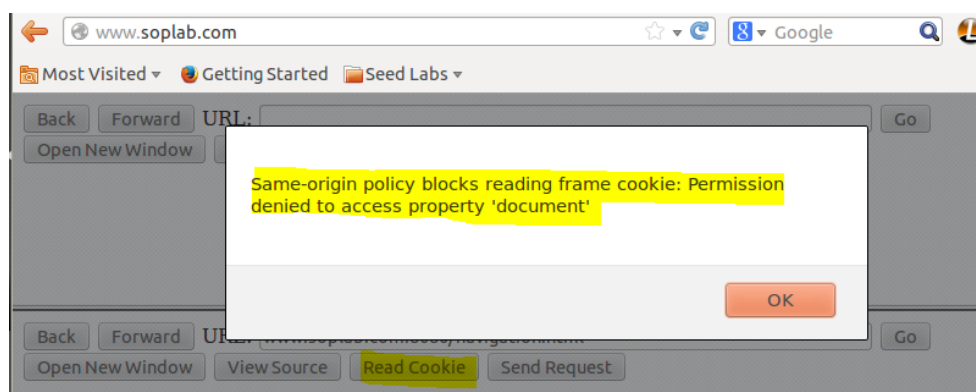 www.soplab.com
Google
Most Visited
Getting Started
Seed Labs
Back
Forward
URL:
Go
Open New Window
Same-origin policy blocks reading frame cookie: Permission
denied to access property 'document'
OK
Back
Forward
Go
Open New Window
View Source
Read Cookie
Send Request